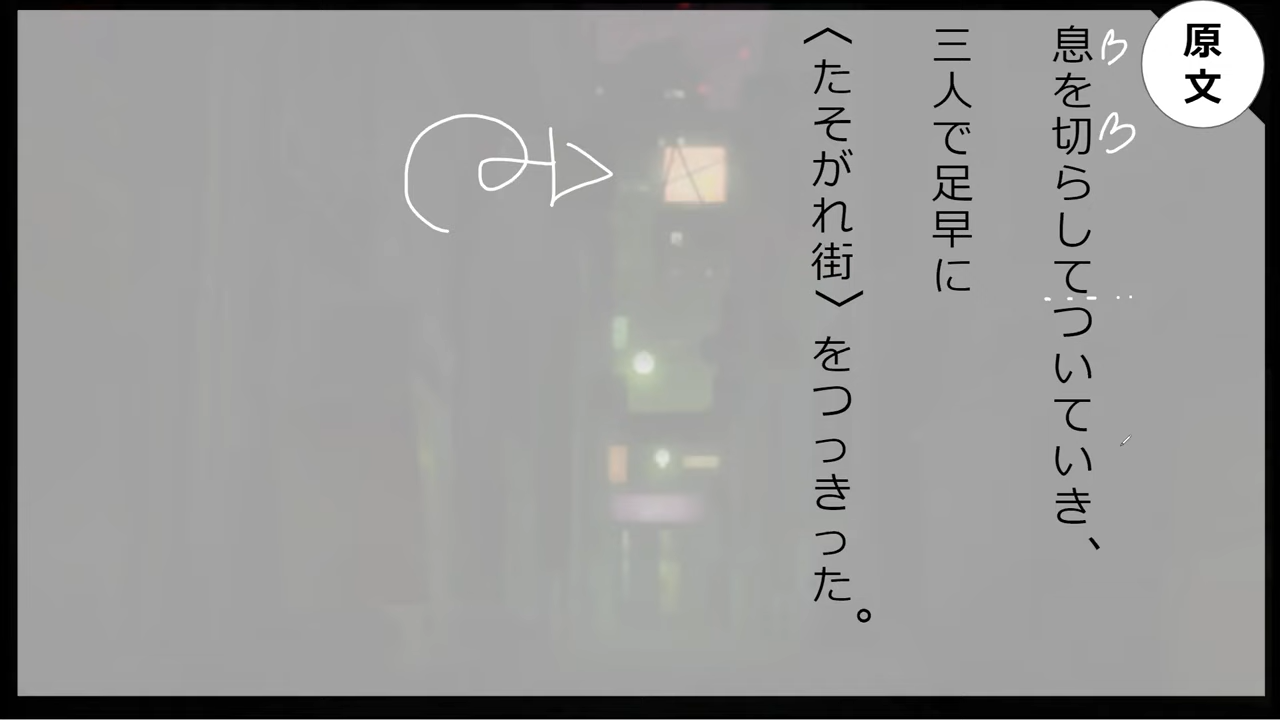 原文
息を切らしてついていき、
三人で足早に
〈たそがれ街〉をつっきった。